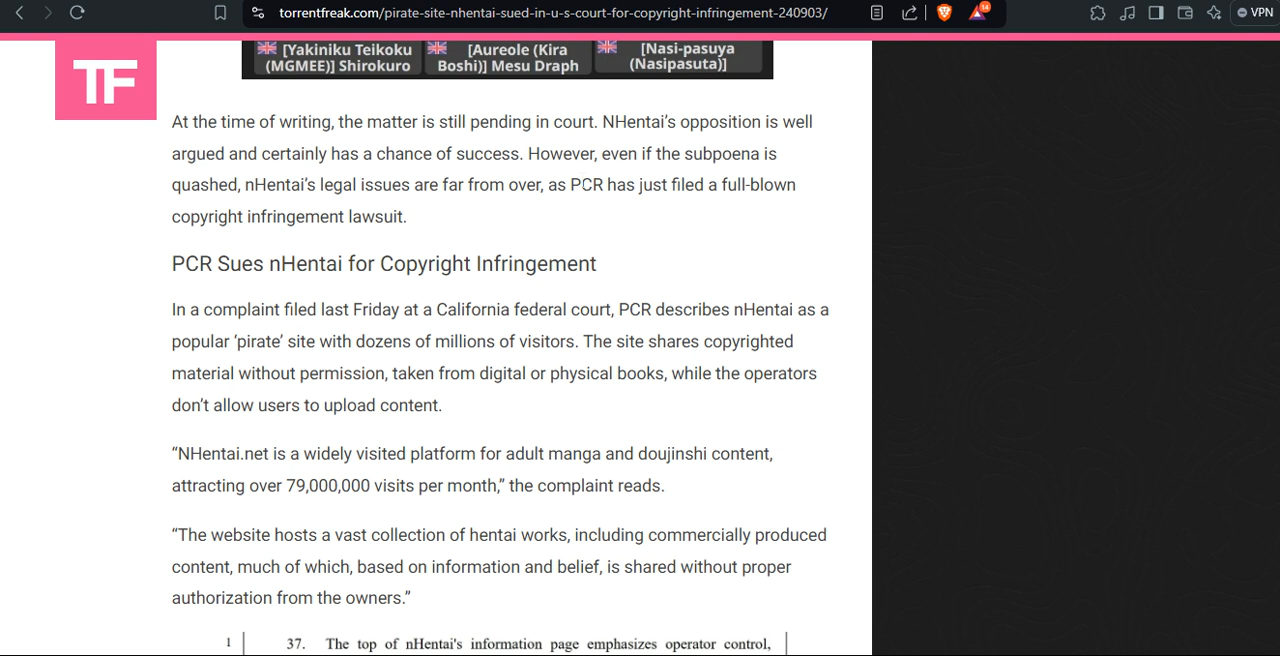 torrentfreak.com/pirate-site-nhentai-sued-in-u-s-court-for-copyright-infringement-240903/
14
VPN
TF
[Yakiniku Teikoku
(MGMEE)] Shirokuro
[Aureole (Kira
Boshi)] Mesu Draph
[Nasi-pasuya
(Nasipasuta)]
At the time of writing, the matter is still pending in court. NHentai’s opposition is well
argued and certainly has a chance of success. However, even if the subpoena is
quashed, nHentai’s legal issues are far from over, as PCR has just filed a full-blown
copyright infringement lawsuit.
PCR Sues nHentai for Copyright Infringement
In a complaint filed last Friday at a California federal court, PCR describes nHentai as a
popular ‘pirate’ site with dozens of millions of visitors. The site shares copyrighted
material without permission, taken from digital or physical books, while the operators
don’t allow users to upload content.
“NHentai.net is a widely visited platform for adult manga and doujinshi content,
attracting over 79,000,000 visits per month,” the complaint reads.
“The website hosts a vast collection of hentai works, including commercially produced
content, much of which, based on information and belief, is shared without proper
authorization from the owners.”
1 37. The top of nHentai's information page emphasizes operator control,